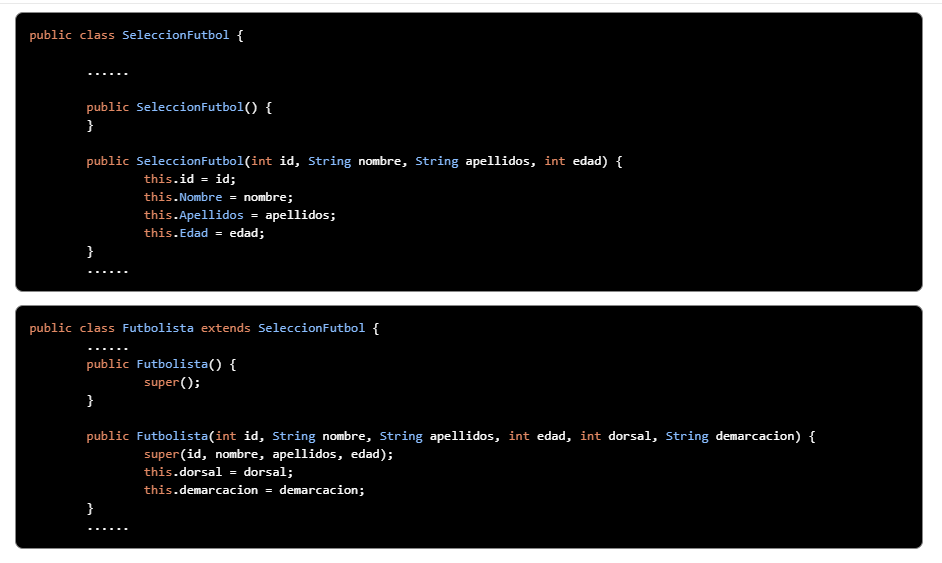 public class SeleccionFutbol {
......
public SeleccionFutbol() {
}
public SeleccionFutbol(int id, String nombre, String apellidos, int edad) {
this.id = id;
this.Nombre = nombre;
this.Apellidos = apellidos;
this.Edad = edad;
}
......
public class Futbolista extends SeleccionFutbol {
......
public Futbolista() {
super();
}
public Futbolista(int id, String nombre, String apellidos, int edad, int dorsal, String demarcacion) {
super(id, nombre, apellidos, edad);
this.dorsal = dorsal;
this.demarcacion = demarcacion;
}
......